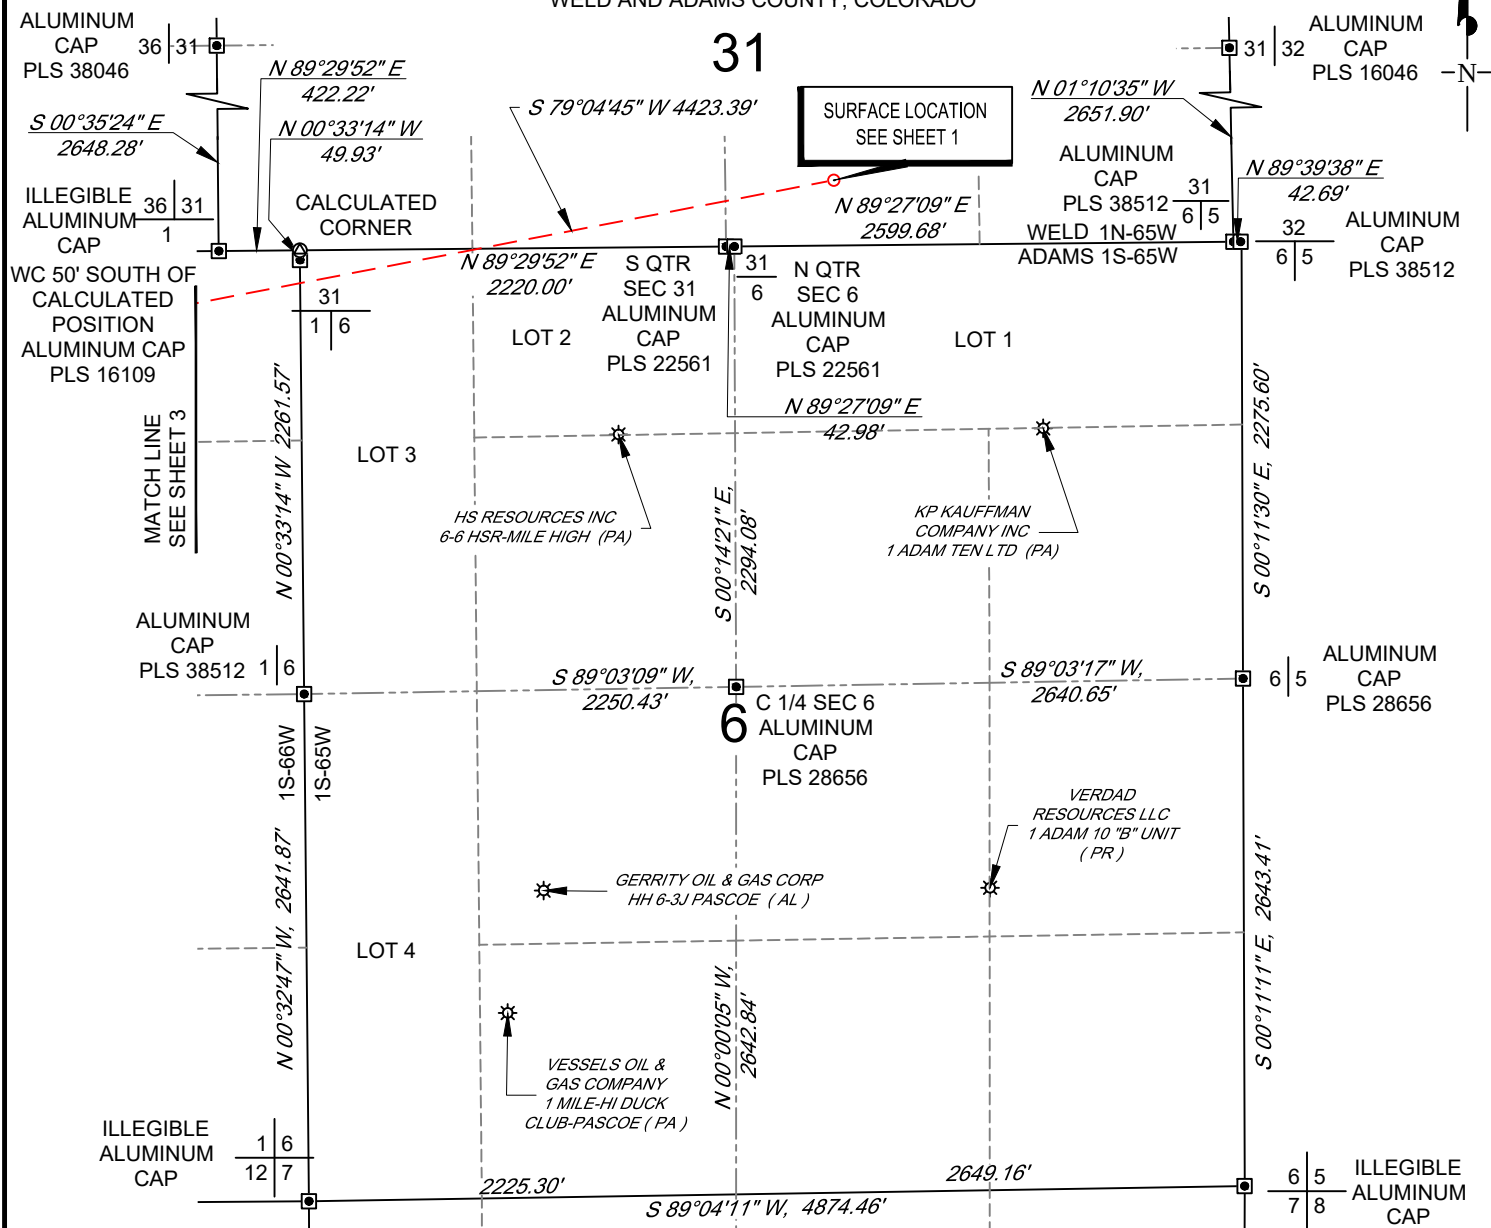 WELD AND ADAMS COUNTY, COLORADO
ALUMINUM
CAP
PLS 38046
36 31
31
31 32
ALUMINUM
CAP
PLS 16046
N
N 89°29'52" E
422.22'
S 79°04'45" W 4423.39'
SURFACE LOCATION
SEE SHEET 1
N 01°10'35" W
2651.90'
S 00°35'24" E
2648.28'
N 00°33'14" W
49.93'
ALUMINUM
CAP
PLS 38512
31
6 5
N 89°39'38" E
42.69'
ILLEGIBLE
ALUMINUM
CAP
36 31
1
CALCULATED
CORNER
N 89°27'09" E
2599.68'
WELD 1N-65W
ADAMS 1S-65W
32
6 5
ALUMINUM
CAP
PLS 38512
WC 50' SOUTH OF
CALCULATED
POSITION
ALUMINUM CAP
PLS 16109
31
1 6
N 89°29'52" E
2220.00'
S QTR
SEC 31
ALUMINUM
CAP
PLS 22561
31
6
N QTR
SEC 6
ALUMINUM
CAP
PLS 22561
LOT 2
LOT 1
MATCH LINE
SEE SHEET 3
N 00°33'14" W 2261.57'
N 89°27'09" E
42.98'
S 00°11'30" E, 2275.60'
LOT 3
HS RESOURCES INC
6-6 HSR-MILE HIGH (PA)
S 00°14'21" E,
2294.08'
KP KAUFFMAN
COMPANY INC
1 ADAM TEN LTD (PA)
ALUMINUM
CAP
PLS 38512
1 6
S 89°03'09" W,
2250.43'
S 89°03'17" W,
2640.65'
6 5
ALUMINUM
CAP
PLS 28656
6
C 1/4 SEC 6
ALUMINUM
CAP
PLS 28656
1S-66W
1S-65W
VERDAD
RESOURCES LLC
1 ADAM 10 "B" UNIT
( PR )
N 00°32'47" W, 2641.87'
GERRITY OIL & GAS CORP
HH 6-3J PASCOE ( AL )
S 00°11'11" E, 2643.41'
LOT 4
N 00°00'05" W,
2642.84'
VESSELS OIL &
GAS COMPANY
1 MILE-HI DUCK
CLUB-PASCOE ( PA )
ILLEGIBLE
ALUMINUM
CAP
1 6
12 7
2225.30'
2649.16'
S 89°04'11" W, 4874.46'
6 5
7 8
ILLEGIBLE
ALUMINUM
CAP